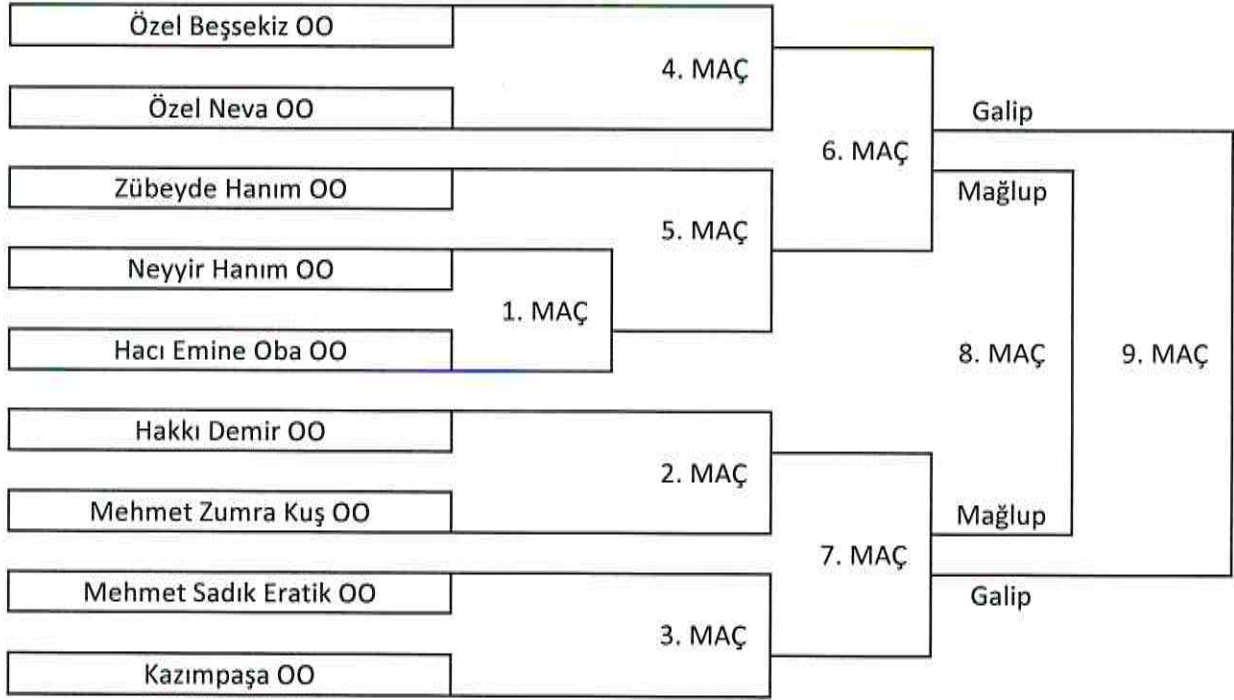 Özel Beşsekiz OO
4. MAÇ
Özel Neva OO
Galip
6. MAÇ
Zübeyde Hanım OO
Mağlup
5. MAÇ
Neyyir Hanım OO
1. MAÇ
Hacı Emine Oba OO
8. MAÇ
9. MAÇ
Hakkı Demir OO
2. MAÇ
Mehmet Zumra Kuş OO
Mağlup
7. MAÇ
Mehmet Sadık Eratik OO
Galip
3. MAÇ
Kazımpaşa OO